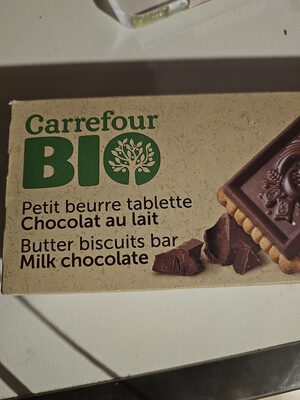 Carrefour
BIO
Petit beurre tablette
Chocolat au lait
Butter biscuits bar
Milk chocolate